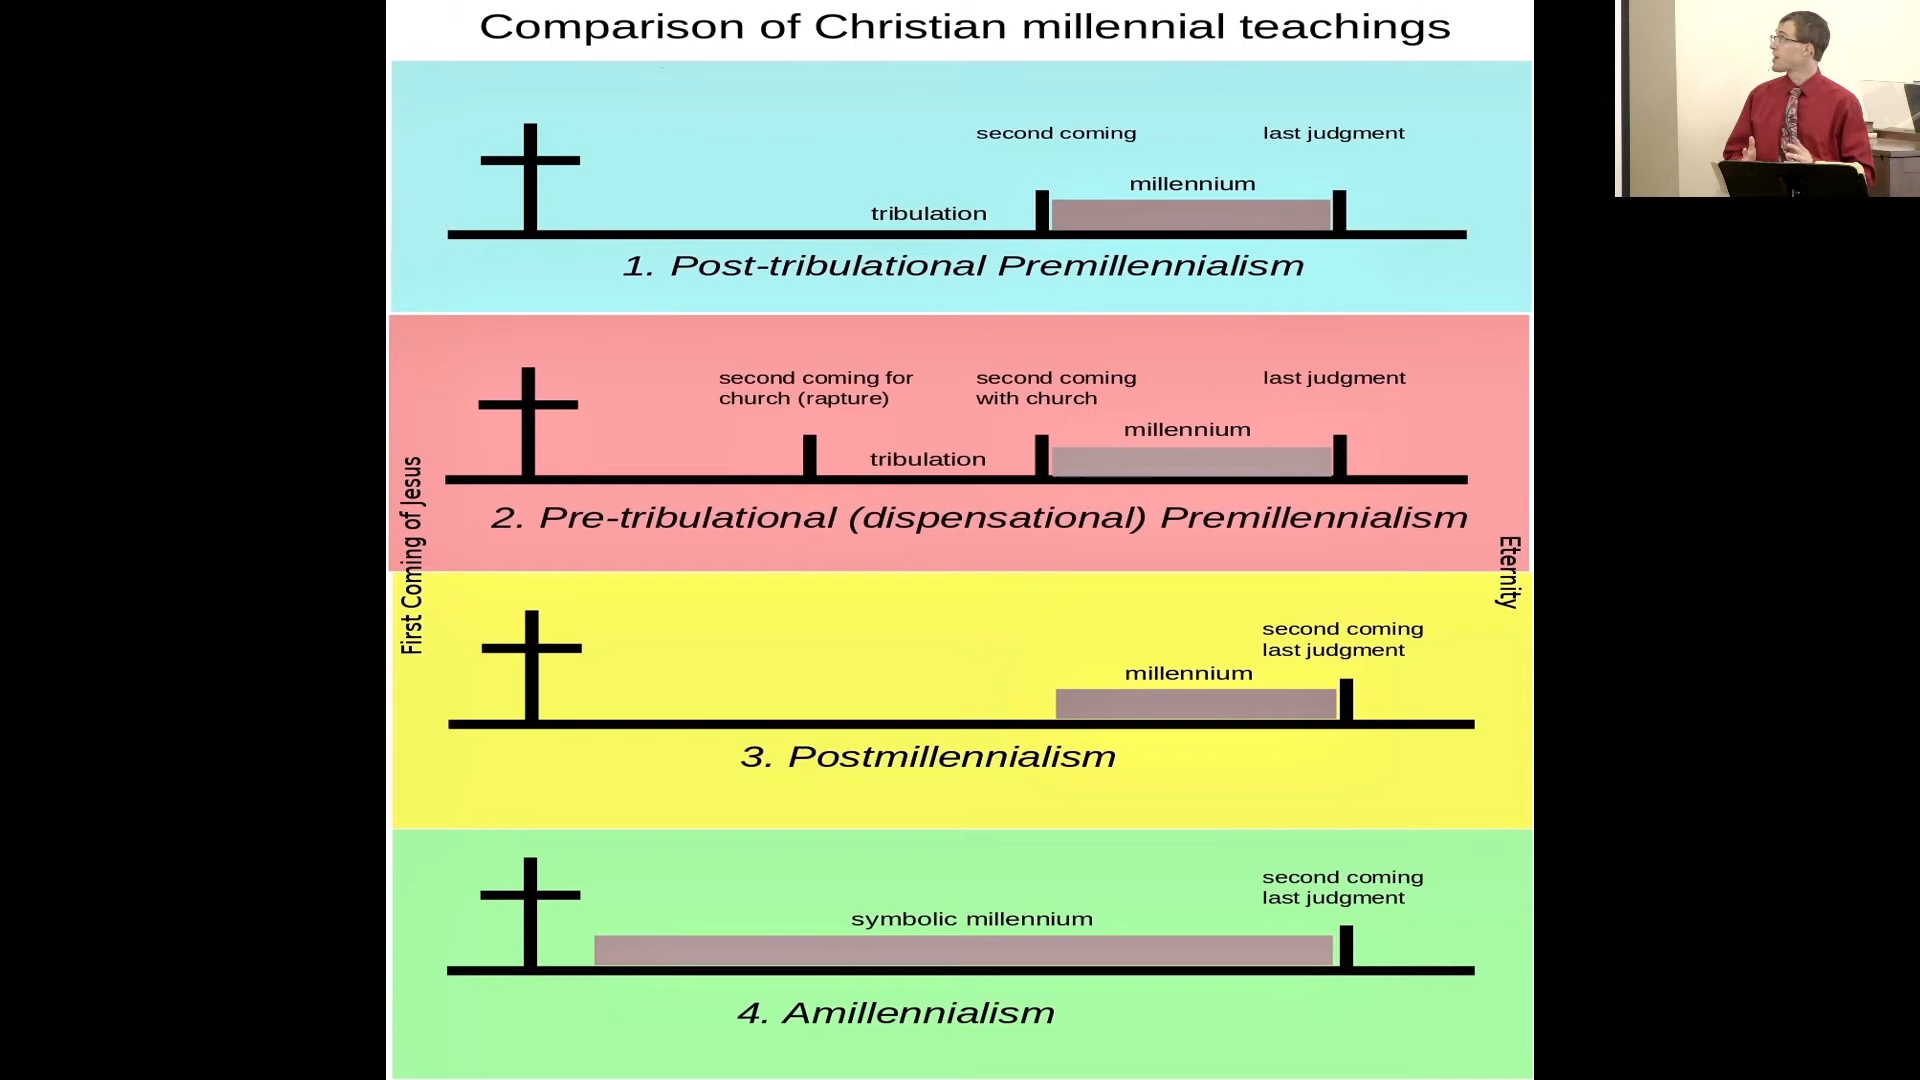 Comparison of Christian millennial teachings
second coming
last judgment
millennium
tribulation
1. Post-tribulational Premillennialism
second coming for
church (rapture)
second coming
with church
last judgment
millennium
tribulation
2. Pre-tribulational (dispensational) Premillennialism
First Coming of Jesus
Eternity
second coming
last judgment
millennium
3. Postmillennialism
second coming
last judgment
symbolic millennium
4. Amillennialism